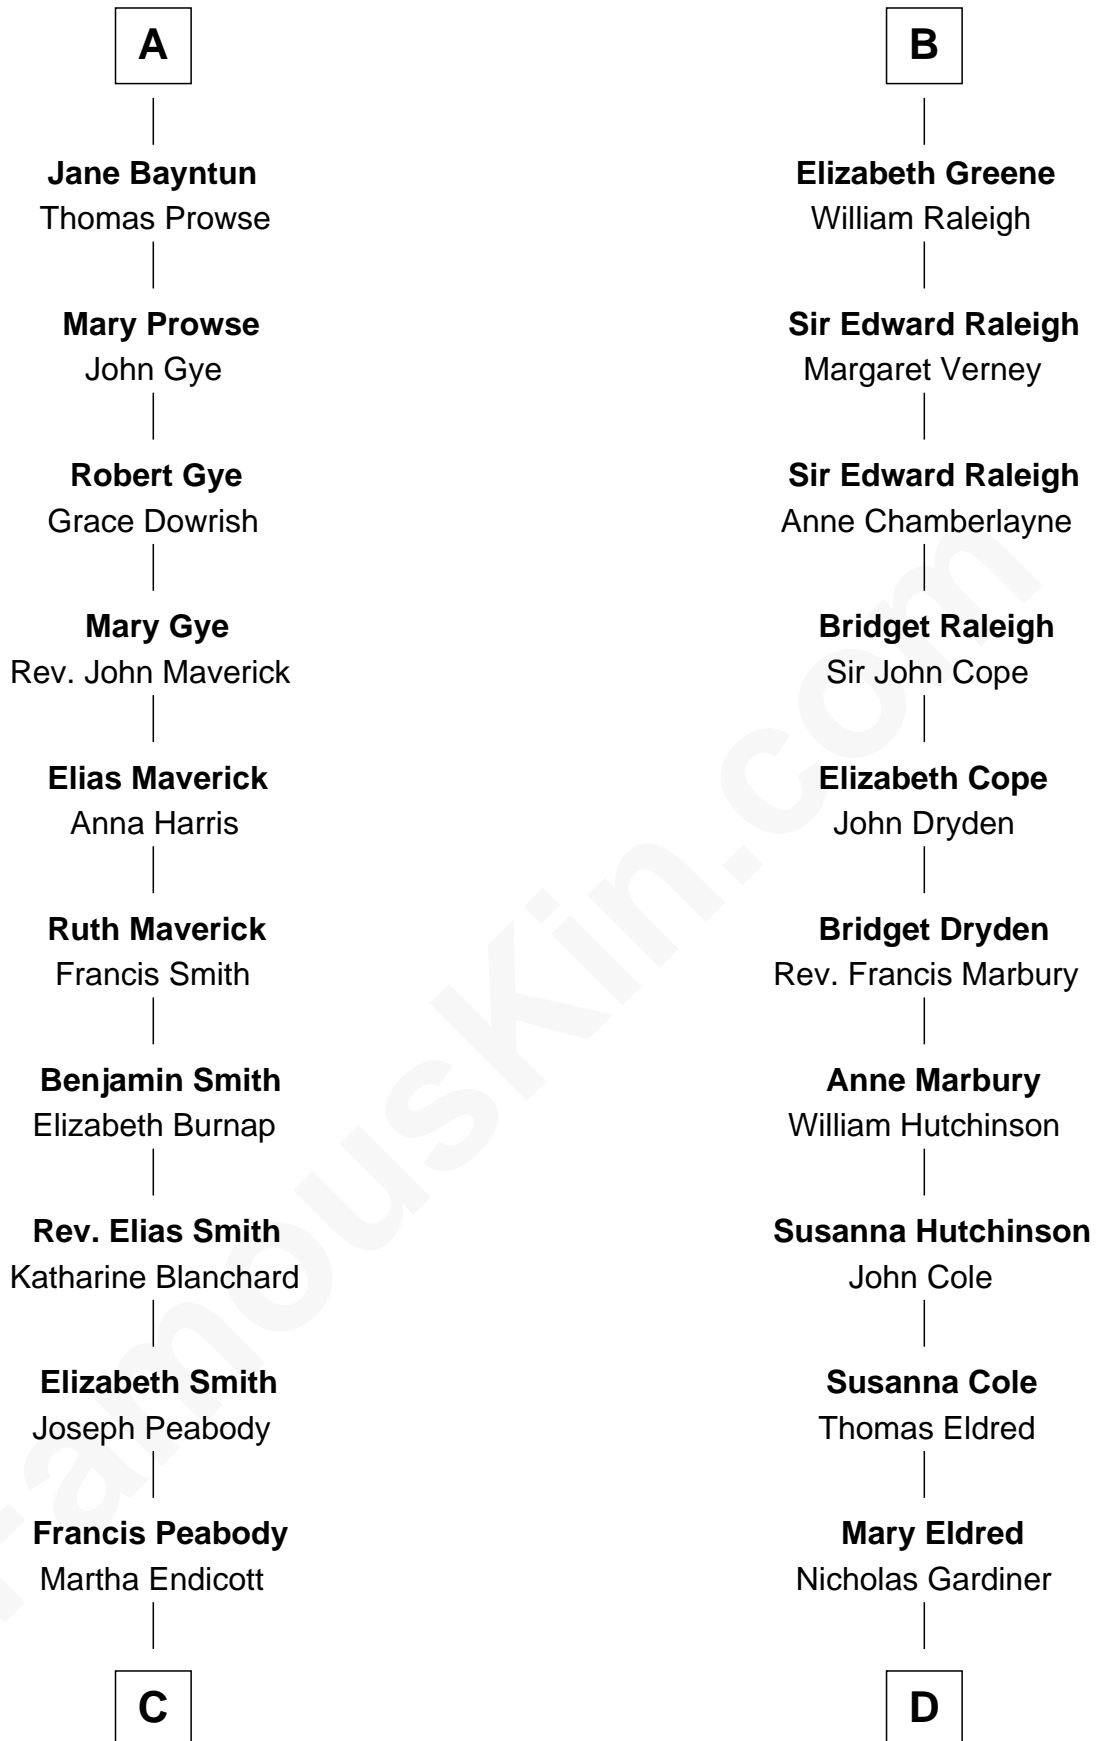 A
Jane Bayntun
Thomas Prowse
Mary Prowse
John Gye
Robert Gye
Grace Dowrish
Mary Gye
Rev. John Maverick
Elias Maverick
Anna Harris
Ruth Maverick
Francis Smith
Benjamin Smith
Elizabeth Burnap
Rev. Elias Smith
Katharine Blanchard
Elizabeth Smith
Joseph Peabody
Francis Peabody
Martha Endicott
C
B
Elizabeth Greene
William Raleigh
Sir Edward Raleigh
Margaret Verney
Sir Edward Raleigh
Anne Chamberlayne
Bridget Raleigh
Sir John Cope
Elizabeth Cope
John Dryden
Bridget Dryden
Rev. Francis Marbury
Anne Marbury
William Hutchinson
Susanna Hutchinson
John Cole
Susanna Cole
Thomas Eldred
Mary Eldred
Nicholas Gardiner
D
FamousKin.com